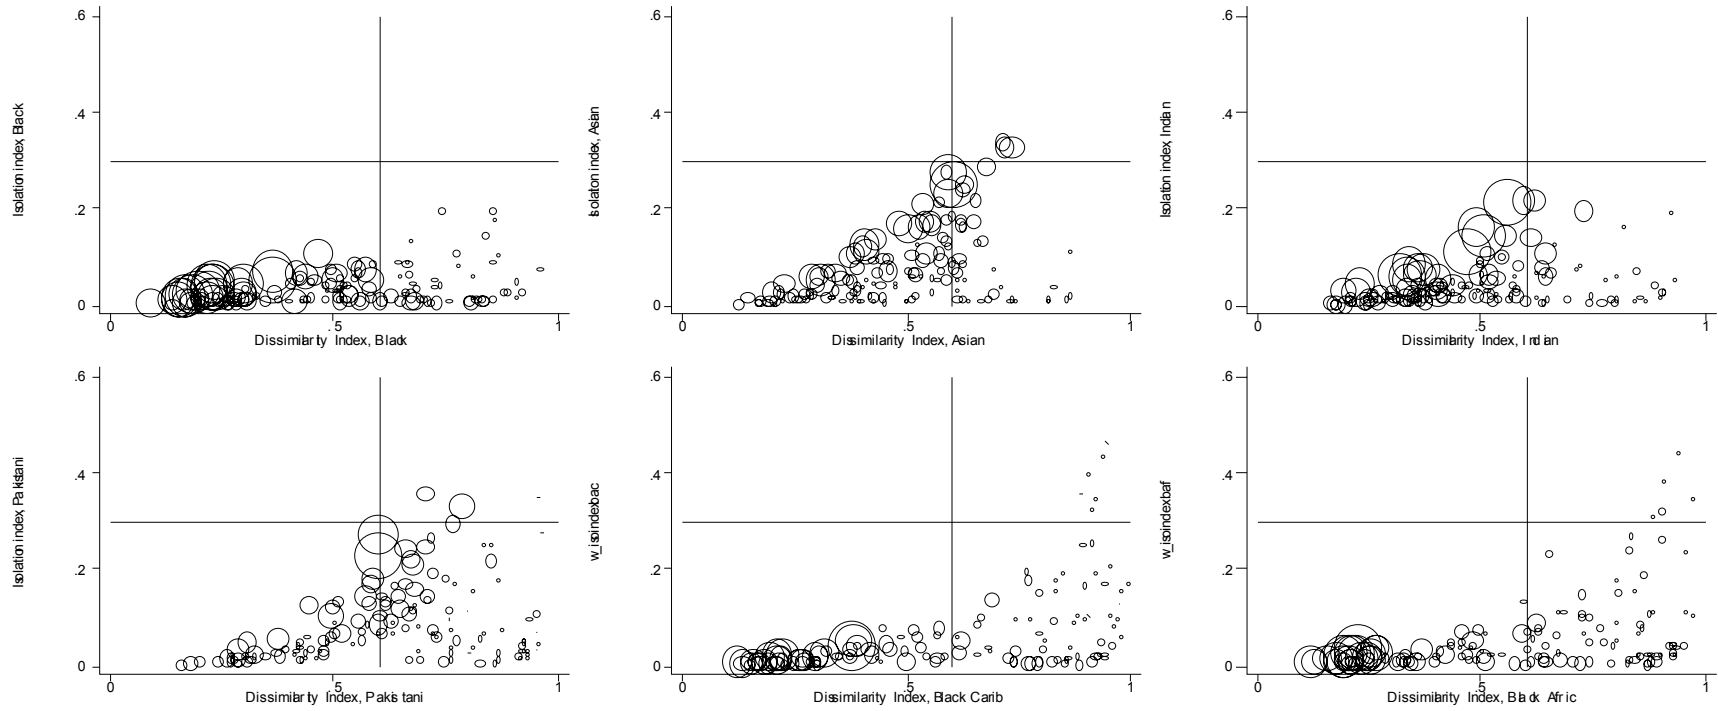 .6
.4
.2
0
Isolation index, Black
0 .5 1
Dissimilarity Index, Black
.6
.4
.2
0
Isolation index, Asian
0 .5 1
Dissimilarity Index, Asian
.6
.4
.2
0
Isolation index, Indian
0 .5 1
Dissimilarity Index, Indian
.6
.4
.2
0
Isolation index, Pakistani
0 .5 1
Dissimilarity Index, Pakistani
.6
.4
.2
0
w_isoindexbac
0 .5 1
Dissimilarity Index, Black Carib
.6
.4
.2
0
w_isoindexbaf
0 .5 1
Dissimilarity Index, Black Afric